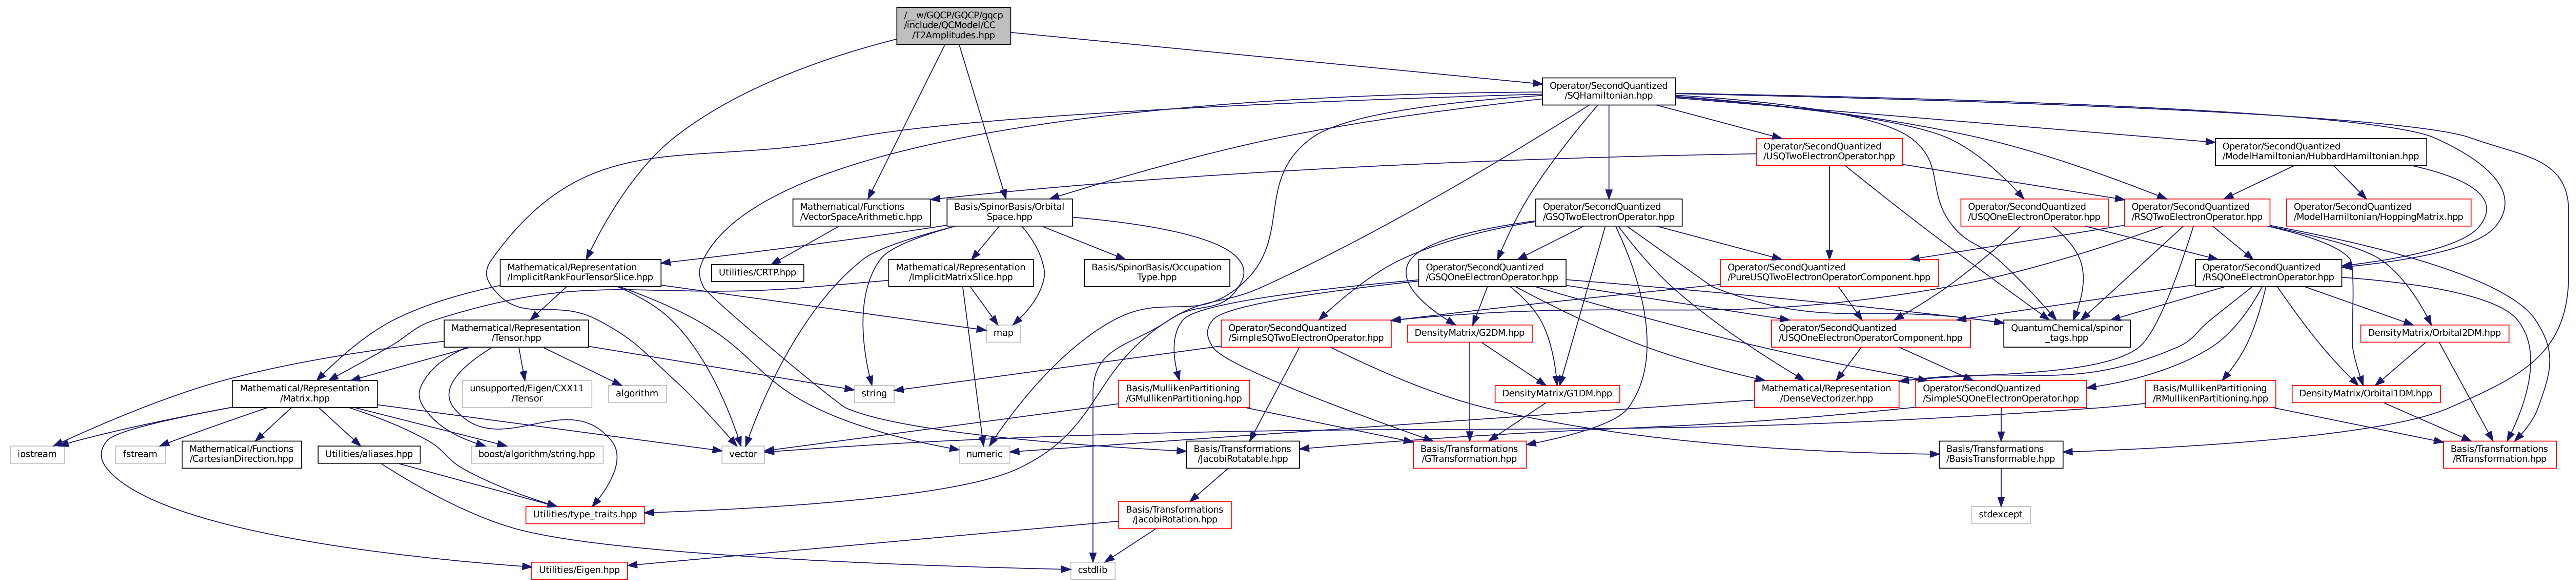 /__w/GQCP/GQCP/gqcp
/include/QCModel/CC
/T2Amplitudes.hpp
Operator/SecondQuantized
/SQHamiltonian.hpp
Operator/SecondQuantized
/USQTwoElectronOperator.hpp
Operator/SecondQuantized
/ModelHamiltonian/HubbardHamiltonian.hpp
Mathematical/Functions
/VectorSpaceArithmetic.hpp
Basis/SpinorBasis/Orbital
Space.hpp
Operator/SecondQuantized
/GSQTwoElectronOperator.hpp
Operator/SecondQuantized
/USQOneElectronOperator.hpp
Operator/SecondQuantized
/RSQTwoElectronOperator.hpp
Operator/SecondQuantized
/ModelHamiltonian/HoppingMatrix.hpp
Mathematical/Representation
/ImplicitRankFourTensorSlice.hpp
Utilities/CRTP.hpp
Mathematical/Representation
/ImplicitMatrixSlice.hpp
Basis/SpinorBasis/Occupation
Type.hpp
Operator/SecondQuantized
/GSQOneElectronOperator.hpp
Operator/SecondQuantized
/PureUSQTwoElectronOperatorComponent.hpp
Operator/SecondQuantized
/RSQOneElectronOperator.hpp
Mathematical/Representation
/Tensor.hpp
map
Operator/SecondQuantized
/SimpleSQTwoElectronOperator.hpp
DensityMatrix/G2DM.hpp
Operator/SecondQuantized
/USQOneElectronOperatorComponent.hpp
QuantumChemical/spinor
_tags.hpp
DensityMatrix/Orbital2DM.hpp
Mathematical/Representation
/Matrix.hpp
unsupported/Eigen/CXX11
/Tensor
algorithm
string
Basis/MullikenPartitioning
/GMullikenPartitioning.hpp
DensityMatrix/G1DM.hpp
Mathematical/Representation
/DenseVectorizer.hpp
Operator/SecondQuantized
/SimpleSQOneElectronOperator.hpp
Basis/MullikenPartitioning
/RMullikenPartitioning.hpp
DensityMatrix/Orbital1DM.hpp
iostream
fstream
Mathematical/Functions
/CartesianDirection.hpp
Utilities/aliases.hpp
boost/algorithm/string.hpp
vector
numeric
Basis/Transformations
/JacobiRotatable.hpp
Basis/Transformations
/GTransformation.hpp
Basis/Transformations
/BasisTransformable.hpp
Basis/Transformations
/RTransformation.hpp
Utilities/type_traits.hpp
Basis/Transformations
/JacobiRotation.hpp
stdexcept
Utilities/Eigen.hpp
cstdlib